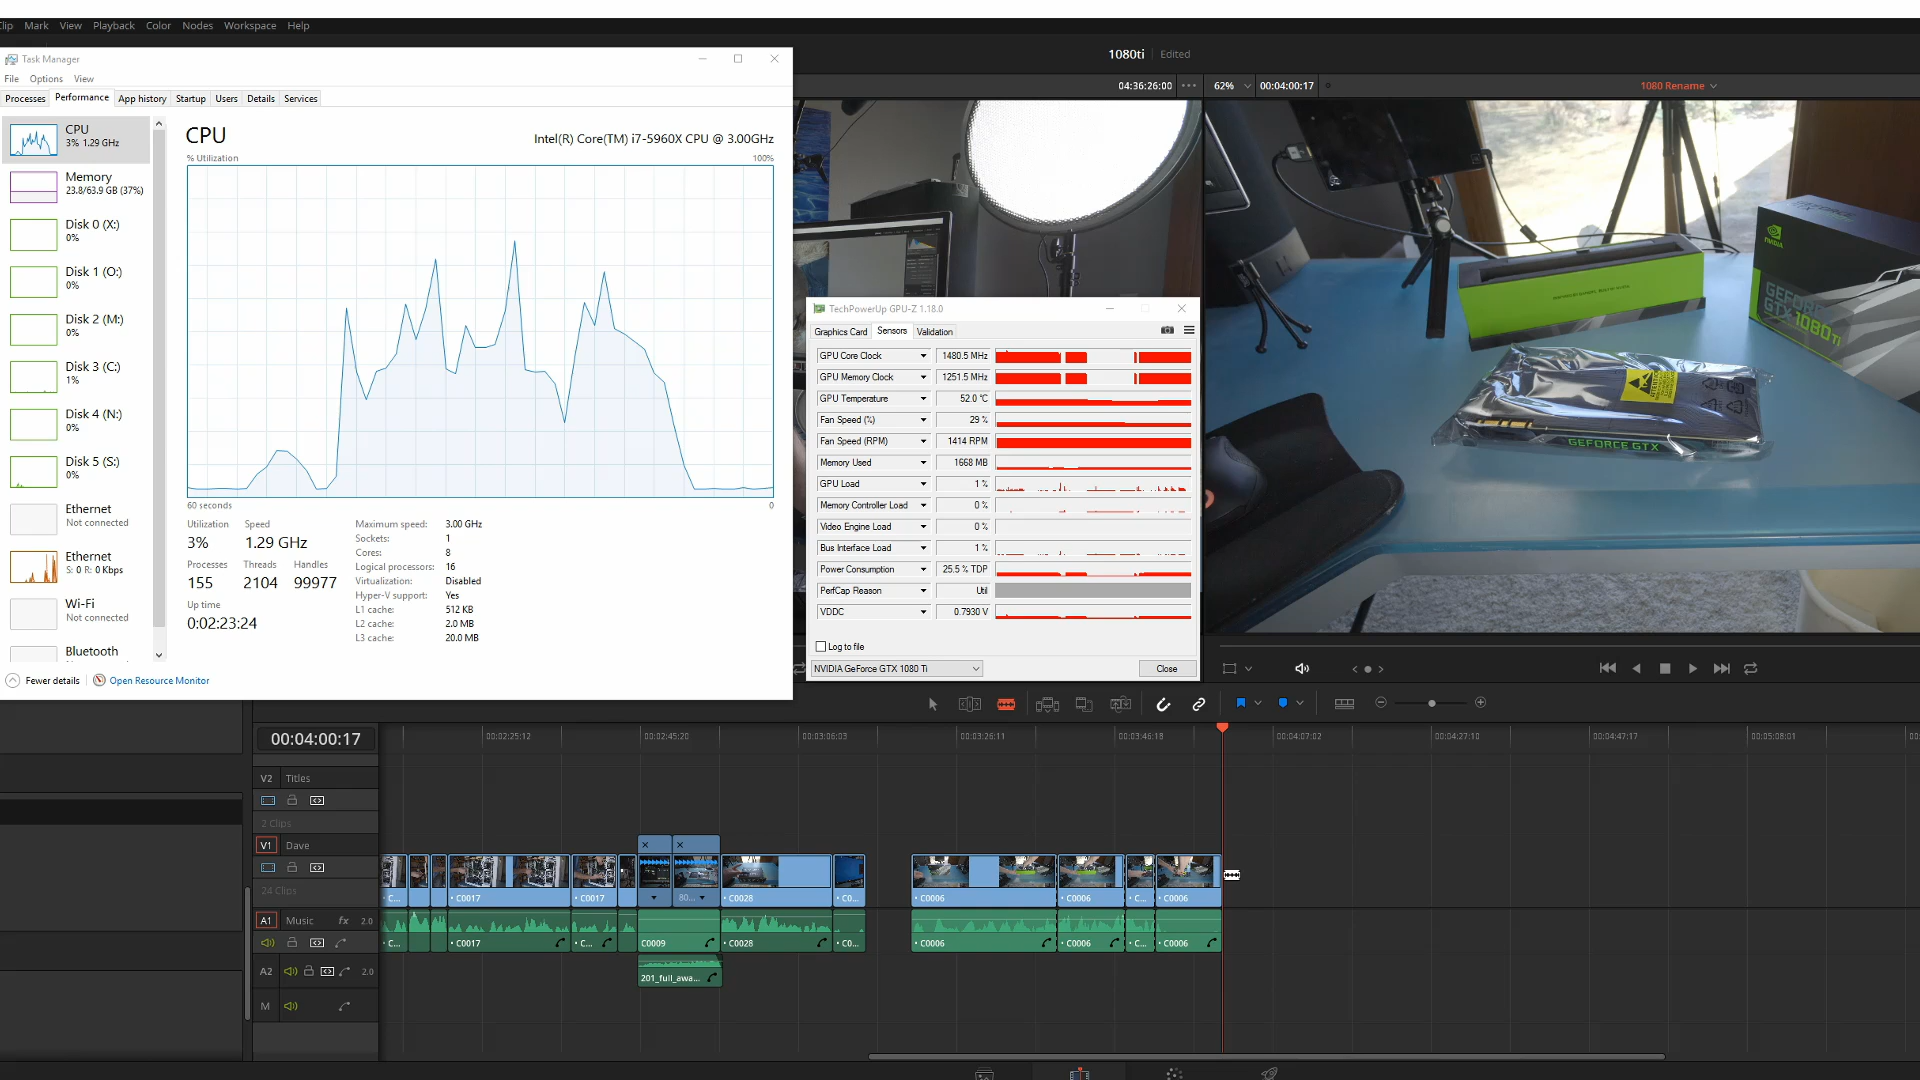 Clip Mark View Playback Color Nodes Workspace Help
Task Manager
File Options View
Processes Performance App history Startup Users Details Services
CPU
3% 1.29 GHz
Memory
23.8/63.9 GB (37%)
Disk 0 (X:)
0%
Disk 1 (O:)
0%
Disk 2 (M:)
0%
Disk 3 (C:)
1%
Disk 4 (N:)
0%
Disk 5 (S:)
0%
Ethernet
Not connected
Ethernet
S: 0 R: 0 Kbps
Wi-Fi
Not connected
Bluetooth
CPU
Intel(R) Core(TM) i7-5960X CPU @ 3.00GHz
% Utilization 100%
60 seconds 0
Utilization Speed
3% 1.29 GHz
Processes Threads Handles
155 2104 99977
Up time
0:02:23:24
Maximum speed: 3.00 GHz
Sockets: 1
Cores: 8
Logical processors: 16
Virtualization: Disabled
Hyper-V support: Yes
L1 cache: 512 KB
L2 cache: 2.0 MB
L3 cache: 20.0 MB
Fewer details Open Resource Monitor
1080ti Edited
04:36:26:00 ••• 62% 00:04:00:17 1080 Rename
TechPowerUp GPU-Z 1.18.0
Graphics Card Sensors Validation
GPU Core Clock 1480.5 MHz
GPU Memory Clock 1251.5 MHz
GPU Temperature 52.0 °C
Fan Speed (%) 29 %
Fan Speed (RPM) 1414 RPM
Memory Used 1668 MB
GPU Load 1 %
Memory Controller Load 0 %
Video Engine Load 0 %
Bus Interface Load 1 %
Power Consumption 25.5 % TDP
PerfCap Reason Util
VDDC 0.7930 V
Log to file
NVIDIA GeForce GTX 1080 Ti Close
NVIDIA
GEFORCE
GTX 1080Ti
GEFORCE GTX
00:04:00:17 00:02:25:12 00:02:45:20 00:03:06:03 00:03:26:11 00:03:46:18 00:04:07:02 00:04:27:10 00:04:47:17 00:05:08:01 00:
V2 Titles
2 Clips
V1 Dave
24 Clips
C... C0017 C0017 80... C0028 C0... C0006 C0006 C... C0006
A1 Music fx 2.0
C... C0017 C... C0009 C0028 C0... C0006 C0006 C... C0006
A2 2.0
201_full_awa...
M